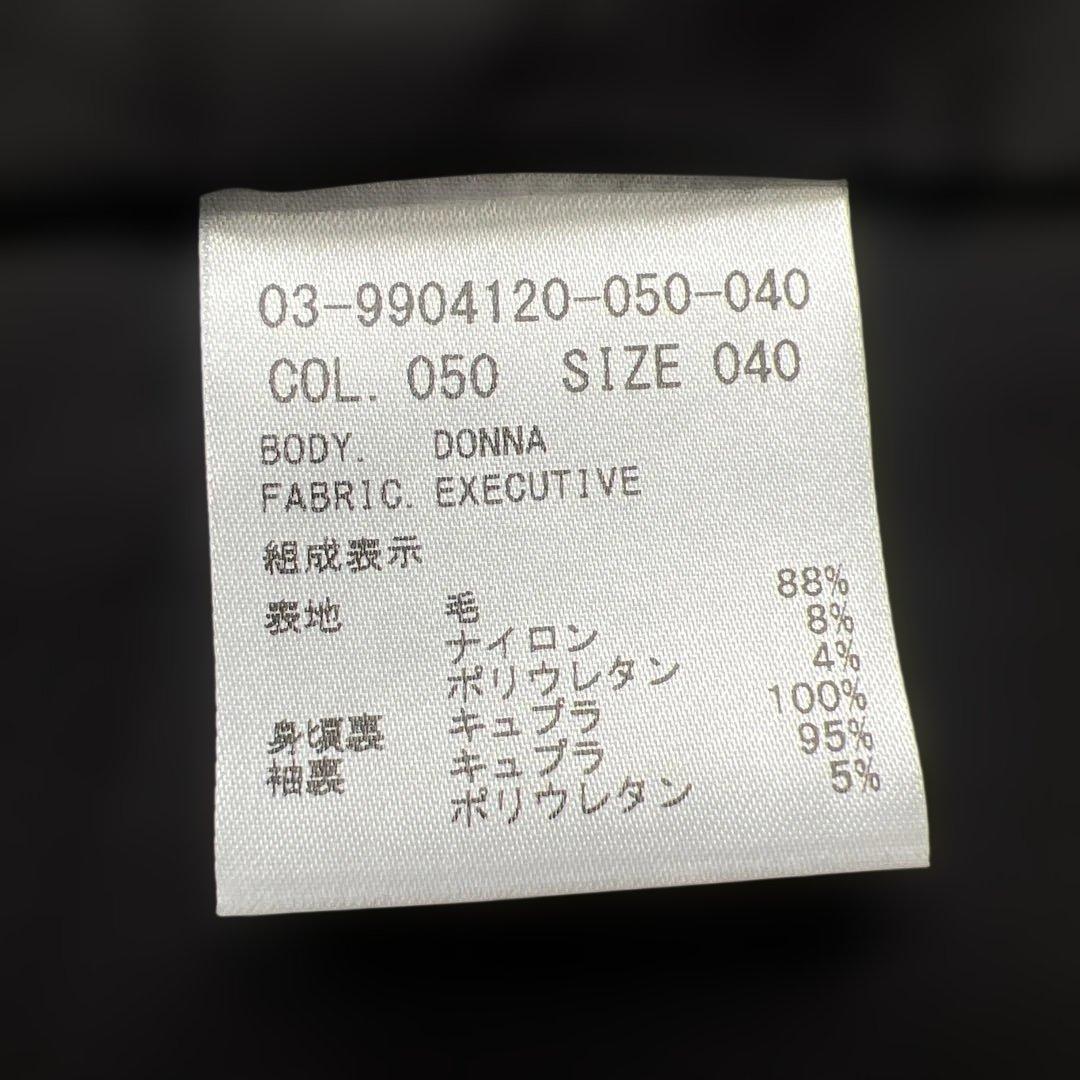 03-9904120-050-040
COL. 050 SIZE 040
BODY. DONNA
FABRIC. EXECUTIVE
組成表示
表地 毛 88%
ナイロン 8%
ポリウレタン 4%
身頃裏 キュプラ 100%
袖裏 キュプラ 95%
ポリウレタン 5%